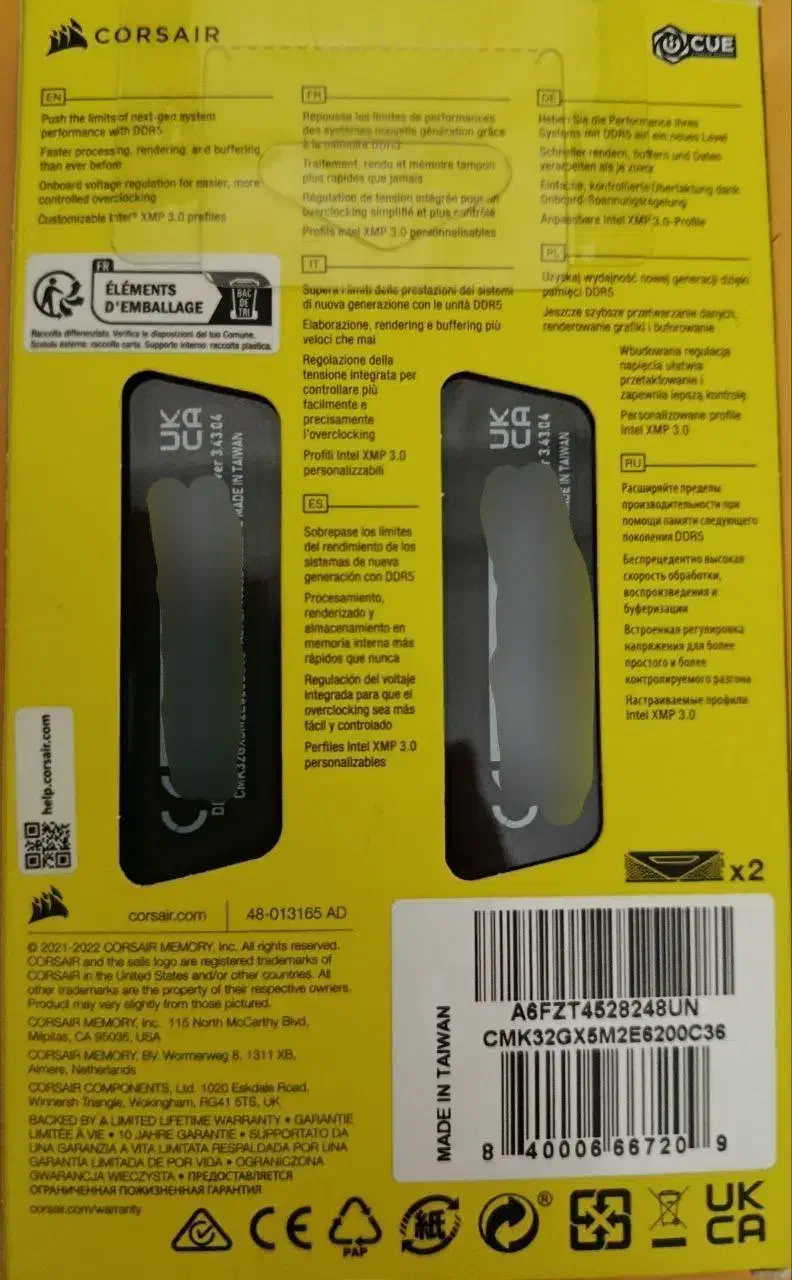 CORSAIR
CUE
EN
Push the limits of next-gen system
performance with DDR5
Faster processing, rendering, and buffering
than ever before
Onboard voltage regulation for easier, more
controlled overclocking
Customizable Intel® XMP 3.0 profiles
FR
Repousse les limites de performances
des systèmes nouvelle génération grâce
à la mémoire DDR5
Traitement, rendu et mémoire tampon
plus rapides que jamais
Régulation de tension intégrée pour un
overclocking simplifié et plus contrôlé
Profils Intel XMP 3.0 personnalisables
DE
Heben Sie die Performance Ihres
Systems mit DDR5 auf ein neues Level
Schneller rendern, buffern und Daten
verarbeiten als je zuvor
Einfache, kontrollierte Übertaktung dank
Onboard-Spannungsregelung
Anpassbare Intel XMP 3.0-Profile
FR
ÉLÉMENTS
D'EMBALLAGE
BAC
DE
TRI
Raccolta differenziata. Verifica le disposizioni del tuo Comune.
Scatola esterna: raccolta carta. Supporto interno: raccolta plastica.
IT
Supera i limiti delle prestazioni dei sistemi
di nuova generazione con le unità DDR5
Elaborazione, rendering e buffering più
veloci che mai
Regolazione della
tensione integrata per
controllare più
facilmente e
precisamente
l'overclocking
Profili Intel XMP 3.0
personalizzabili
PL
Uzyskaj wydajność nowej generacji dzięki
pamięci DDR5
Jeszcze szybsze przetwarzanie danych,
renderowanie grafiki i buforowanie
Wbudowana regulacja
napięcia ułatwia
przetaktowanie i
zapewnia lepszą kontrolę
Personalizowane profile
Intel XMP 3.0
ES
Sobrepase los límites
del rendimiento de los
sistemas de nueva
generación con DDR5
Procesamiento,
renderizado y
almacenamiento en
memoria interna más
rápidos que nunca
Regulación del voltaje
integrada para que el
overclocking sea más
fácil y controlado
Perfiles Intel XMP 3.0
personalizables
RU
Расширяйте пределы
производительности при
помощи памяти следующего
поколения DDR5
Беспрецедентно высокая
скорость обработки,
воспроизведения и
буферизации
Встроенная регулировка
напряжения для более
простого и более
контролируемого разгона
Настраиваемые профили
Intel XMP 3.0
UK
CA
ver 3.43.04
MADE IN TAIWAN
UK
CA
r 3.43.04
DE IN TAIWAN
help.corsair.com
x2
corsair.com
48-013165 AD
© 2021-2022 CORSAIR MEMORY, Inc. All rights reserved.
CORSAIR and the sails logo are registered trademarks of
CORSAIR in the United States and/or other countries. All
other trademarks are the property of their respective owners.
Product may vary slightly from those pictured.
CORSAIR MEMORY, Inc. 115 North McCarthy Blvd.
Milpitas, CA 95035, USA
CORSAIR MEMORY, BV. Wormerweg 8, 1311 XB,
Almere, Netherlands
CORSAIR COMPONENTS, Ltd. 1020 Eskdale Road,
Winnersh Triangle, Wokingham, RG41 5TS, UK
BACKED BY A LIMITED LIFETIME WARRANTY • GARANTIE
LIMITÉE À VIE • 10 JAHRE GARANTIE • SUPPORTATO DA
UNA GARANZIA A VITA LIMITATA RESPALDADA POR UNA
GARANTÍA LIMITADA DE POR VIDA • OGRANICZONA
GWARANCJA WIECZYSTA • ПРЕДОСТАВЛЯЕТСЯ
ОГРАНИЧЕННАЯ ПОЖИЗНЕННАЯ ГАРАНТИЯ
corsair.com/warranty
MADE IN TAIWAN
A6FZT4528248UN
CMK32GX5M2E6200C36
8 40006 66720 9
CE
PAP
紙
®
UK
CA